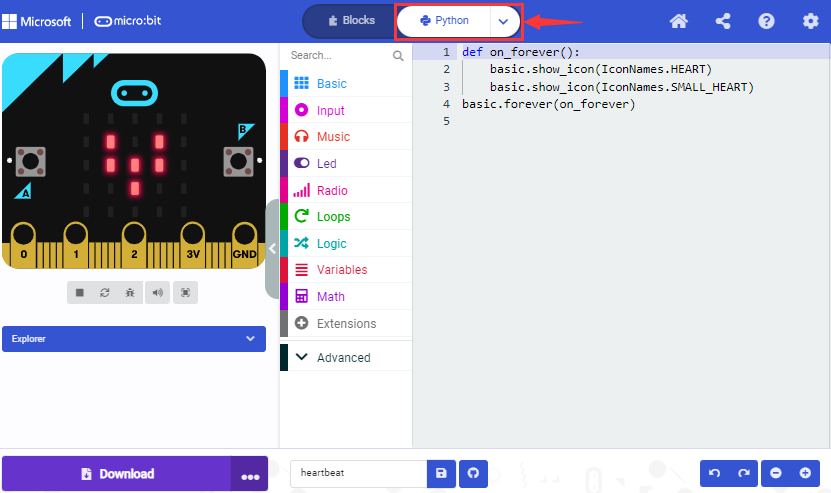 Microsoft
micro:bit
Blocks
Python
Search...
Basic
Input
Music
Led
Radio
Loops
Logic
Variables
Math
Extensions
Advanced
1 def on_forever():
2 basic.show_icon(IconNames.HEART)
3 basic.show_icon(IconNames.SMALL_HEART)
4 basic.forever(on_forever)
5
B
A
0 1 2 3V GND
Explorer
Download
heartbeat